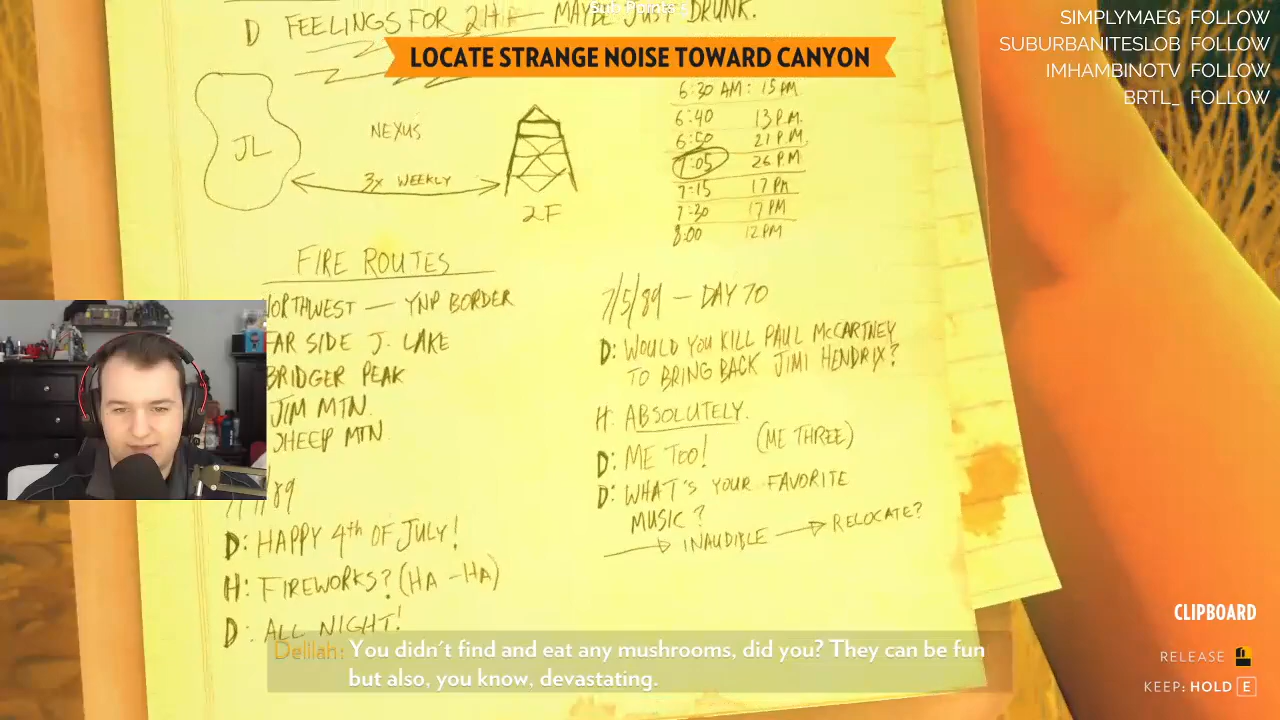 Sub Points 5
D FEELINGS FOR 2H MAYBE JUST DRUNK.
LOCATE STRANGE NOISE TOWARD CANYON
SIMPLYMAEG FOLLOW
SUBURBANITESLOB FOLLOW
IMHAMBINOTV FOLLOW
BRTL_ FOLLOW
JL
NEXUS
3X WEEKLY
2F
6:30 AM: 15 PM
6:40 13 P.M.
6:50 21 P.M.
7:05 26 P.M
7:15 17 PM
7:30 17 PM
8:00 12 PM
FIRE ROUTES
NORTHWEST — YNP BORDER
FAR SIDE J. LAKE
BRIDGER PEAK
JIM MTN.
SHEEP MTN.
D: HAPPY 4th OF JULY!
H: FIREWORKS? (HA-HA)
D: ALL NIGHT!
7/5/89 — DAY 70
D: WOULD YOU KILL PAUL McCARTNEY
TO BRING BACK JIMI HENDRIX?
H: ABSOLUTELY.
D: ME TOO! (ME THREE)
D: WHAT'S YOUR FAVORITE
MUSIC?
→ INAUDIBLE → RELOCATE?
Delilah: You didn't find and eat any mushrooms, did you? They can be fun
but also, you know, devastating.
CLIPBOARD
RELEASE
KEEP: HOLD E